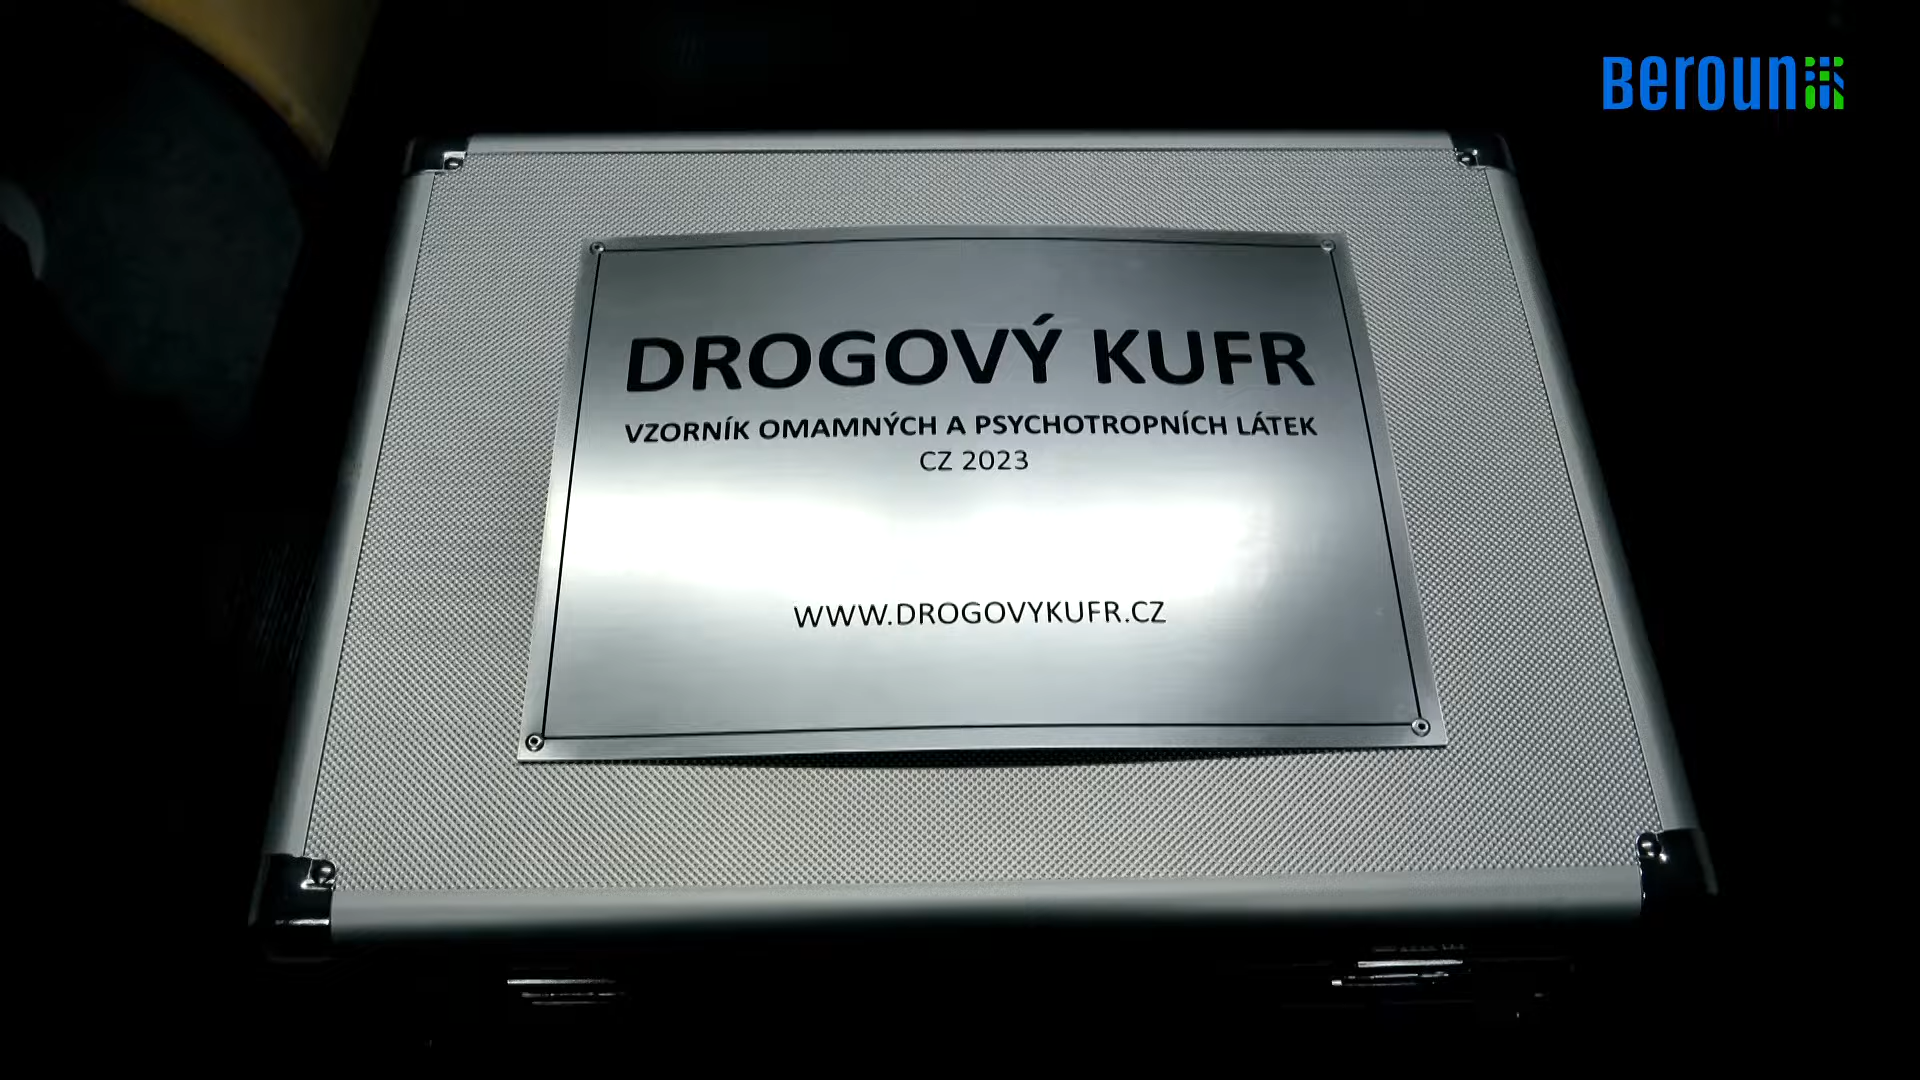 Beroun
DROGOVÝ KUFR
VZORNÍK OMAMNÝCH A PSYCHOTROPNÍCH LÁTEK
CZ 2023
WWW.DROGOVYKUFR.CZ